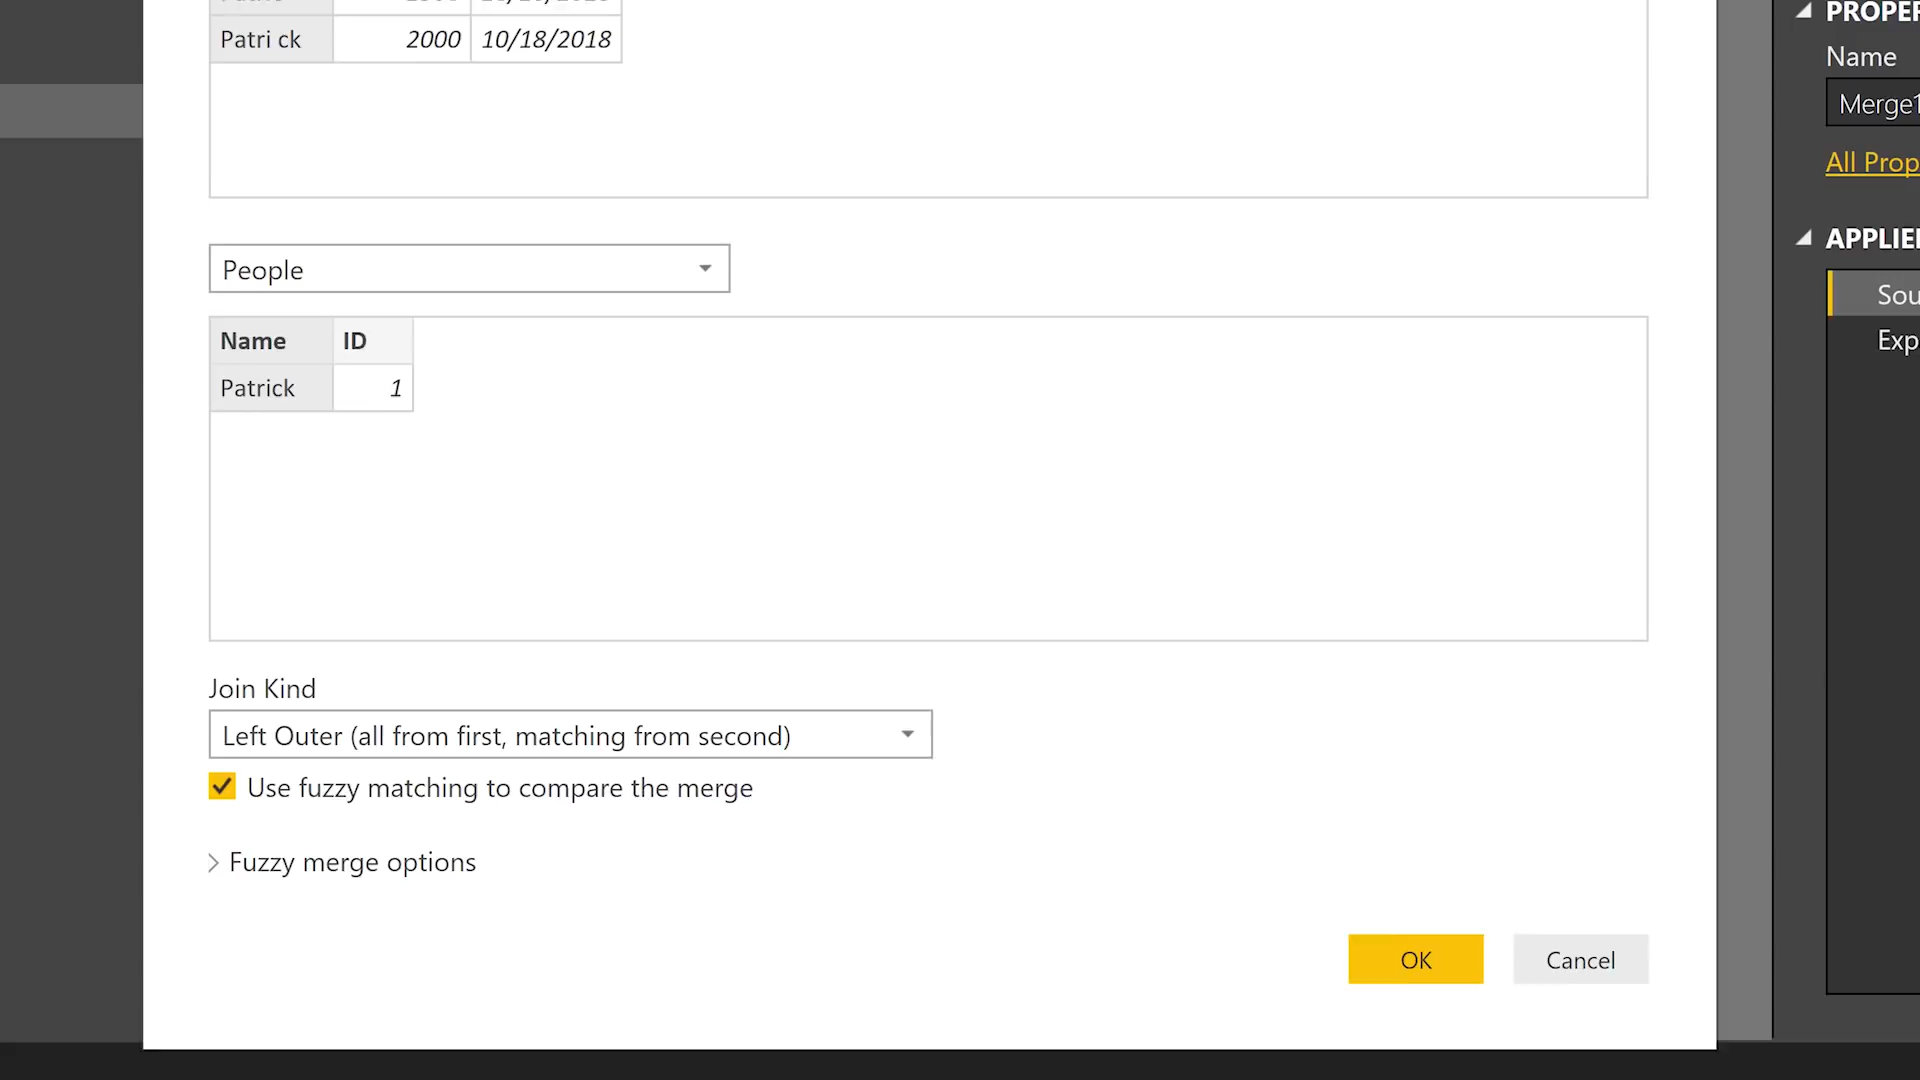 Patri ck 2000 10/18/2018
People
Name ID
Patrick 1
Join Kind
Left Outer (all from first, matching from second)
Use fuzzy matching to compare the merge
Fuzzy merge options
OK Cancel
PROPER
Name
Merge1
All Prop
APPLIED
Sou
Exp